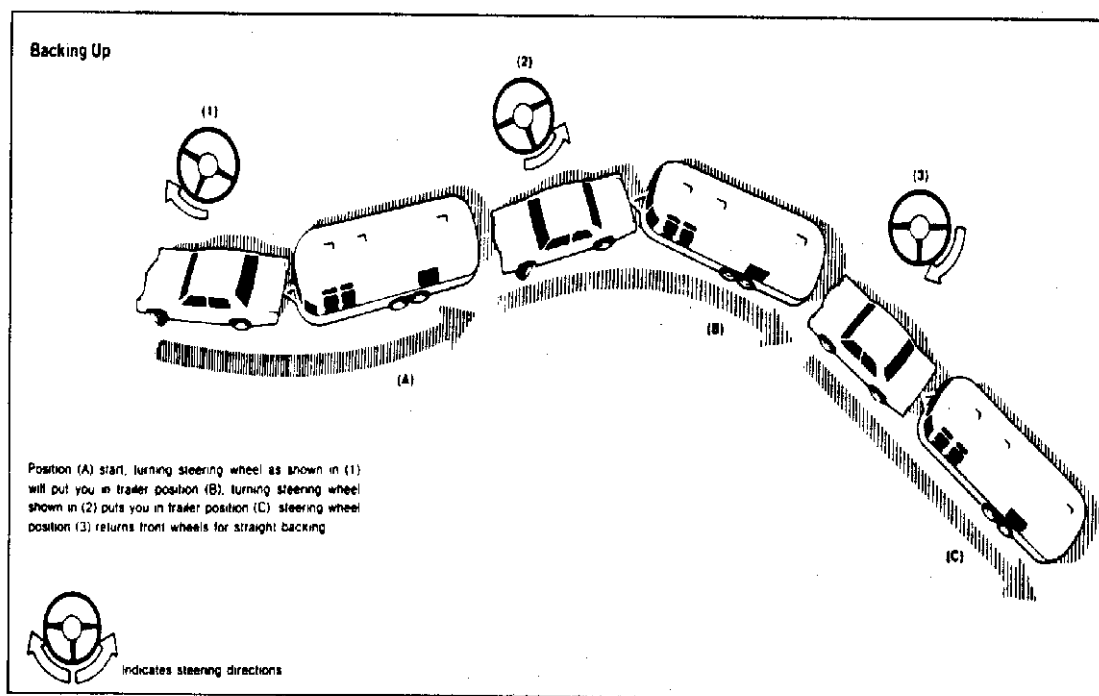 Backing Up
(1)
(2)
(3)
(A)
(B)
(C)
Position (A) start, turning steering wheel as shown in (1)
will put you in trailer position (B), turning steering wheel
shown in (2) puts you in trailer position (C) steering wheel
position (3) returns front wheels for straight backing
Indicates steering directions